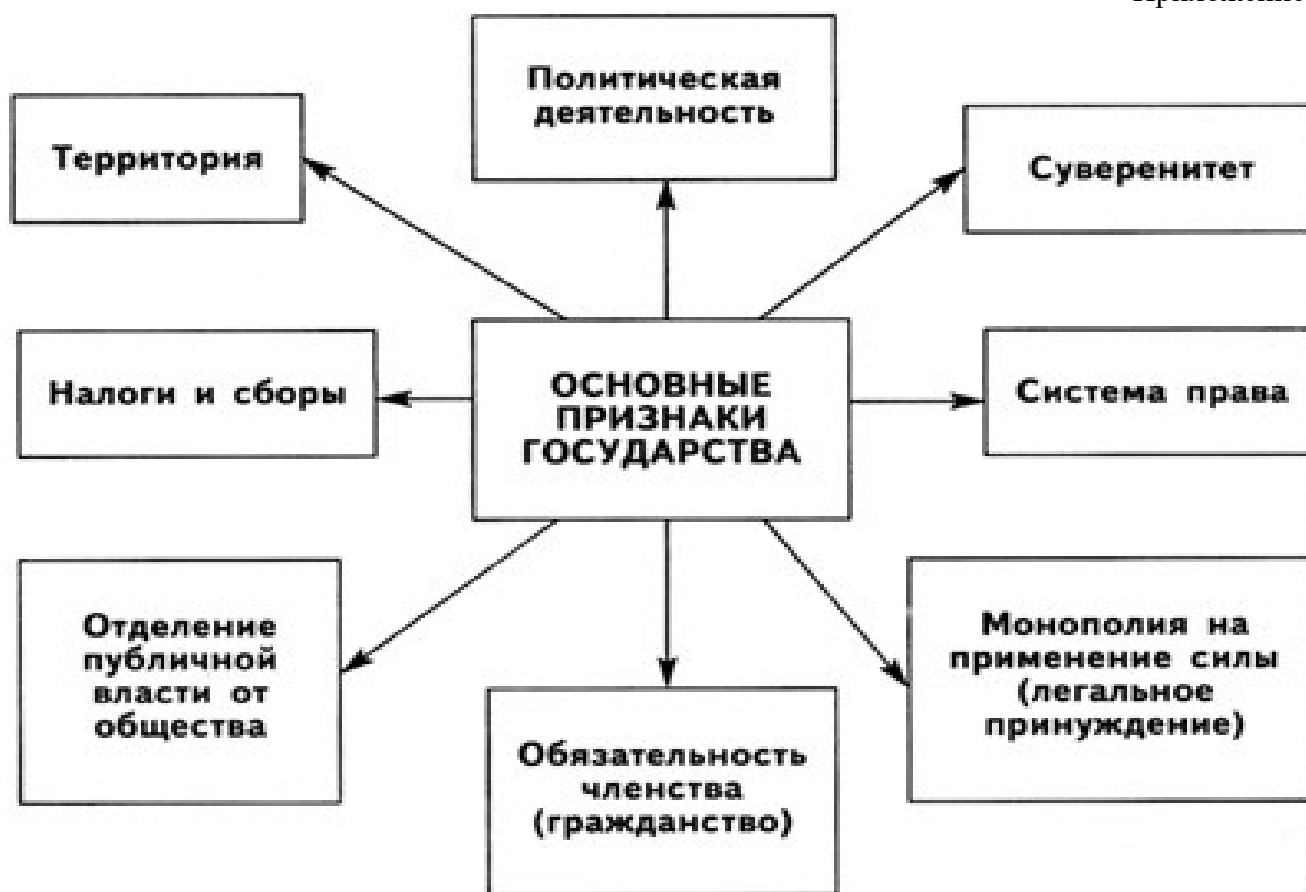 Политическая
деятельность
Территория
Суверенитет
Налоги и сборы
ОСНОВНЫЕ
ПРИЗНАКИ
ГОСУДАРСТВА
Система права
Отделение
публичной
власти от
общества
Обязательность
членства
(гражданство)
Монополия на
применение силы
(легальное
принуждение)